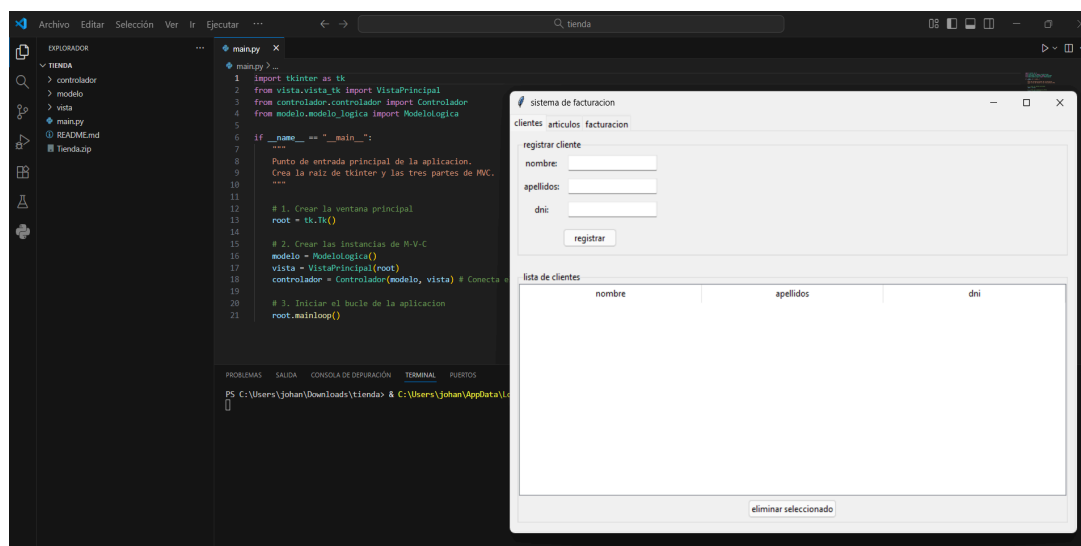 Archivo Editar Selección Ver Ir Ejecutar ··· tienda
EXPLORADOR
TIENDA
controlador
modelo
vista
main.py
README.md
Tienda.zip
main.py
main.py > ...
1 import tkinter as tk
2 from vista.vista_tk import VistaPrincipal
3 from controlador.controlador import Controlador
4 from modelo.modelo_logica import ModeloLogica
5
6 if __name__ == "__main__":
7 """
8 Punto de entrada principal de la aplicacion.
9 Crea la raiz de tkinter y las tres partes de MVC.
10 """
11
12 # 1. Crear la ventana principal
13 root = tk.Tk()
14
15 # 2. Crear las instancias de M-V-C
16 modelo = ModeloLogica()
17 vista = VistaPrincipal(root)
18 controlador = Controlador(modelo, vista) # Conecta
19
20 # 3. Iniciar el bucle de la aplicacion
21 root.mainloop()
PROBLEMAS SALIDA CONSOLA DE DEPURACIÓN TERMINAL PUERTOS
PS C:\Users\johan\Downloads\tienda> & C:\Users\johan\AppData\Lo
sistema de facturacion
clientes articulos facturacion
registrar cliente
nombre:
apellidos:
dni:
registrar
lista de clientes
nombre apellidos dni
eliminar seleccionado